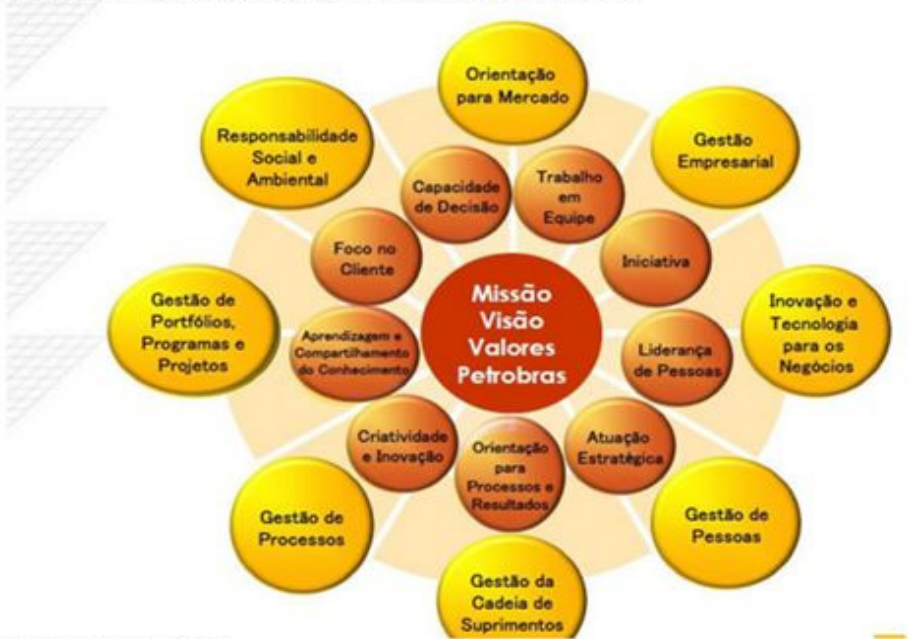 Orientação
para Mercado
Gestão
Empresarial
Inovação e
Tecnologia
para os
Negócios
Gestão de
Pessoas
Gestão da
Cadeia de
Suprimentos
Gestão de
Processos
Gestão de
Portfólios,
Programas e
Projetos
Responsabilidade
Social e
Ambiental
Capacidade
de Decisão
Trabalho
em
Equipe
Iniciativa
Liderança
de Pessoas
Atuação
Estratégica
Orientação
para
Processos e
Resultados
Criatividade
e Inovação
Aprendizagem e
Compartilhamento
do Conhecimento
Foco no
Cliente
Missão
Visão
Valores
Petrobras